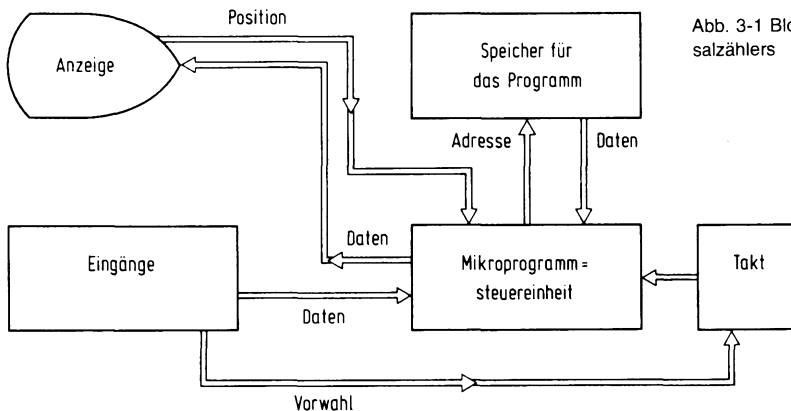 Position
Anzeige
Speicher für
das Programm
Abb. 3-1
salzählers
Adresse
Daten
Daten
Eingänge
Mikroprogramm=
steuereinheit
Takt
Daten
Vorwahl